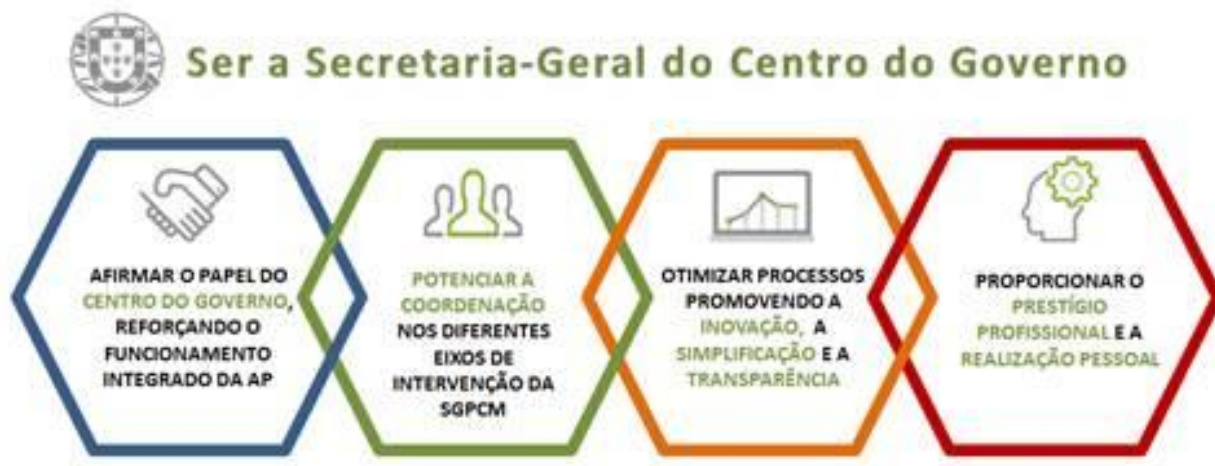 Ser a Secretaria-Geral do Centro do Governo
AFIRMAR O PAPEL DO
CENTRO DO GOVERNO,
REFORÇANDO O
FUNCIONAMENTO
INTEGRADO DA AP
POTENCIAR A
COORDENAÇÃO
NOS DIFERENTES
EIXOS DE
INTERVENÇÃO DA
SGPCM
OTIMIZAR PROCESSOS
PROMOVENDO A
INOVAÇÃO, A
SIMPLIFICAÇÃO E A
TRANSPARÊNCIA
PROPORCIONAR O
PRESTÍGIO
PROFISSIONAL E A
REALIZAÇÃO PESSOAL